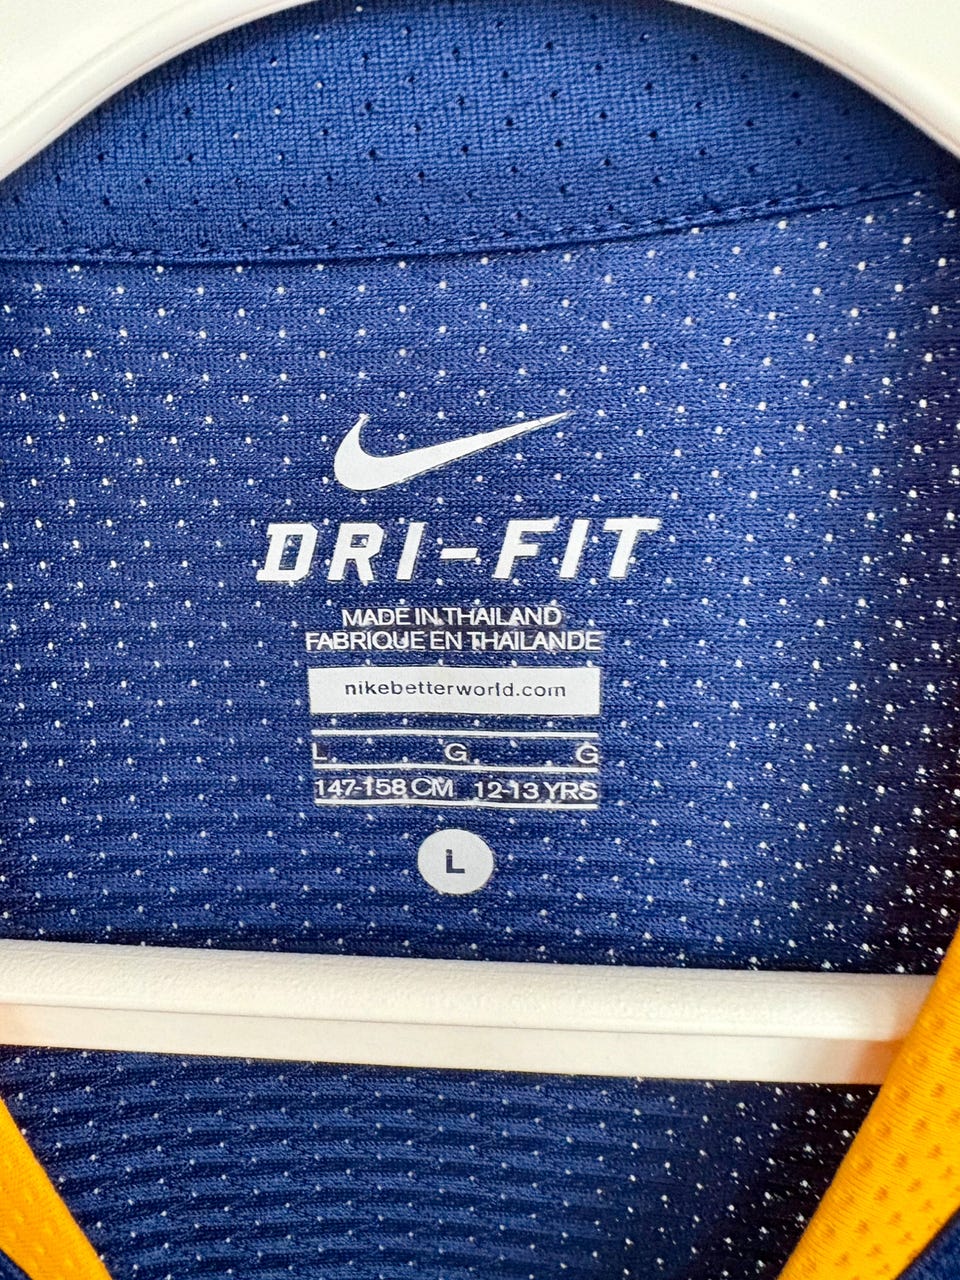 DRI-FIT
MADE IN THAILAND
FABRIQUE EN THAILANDE
nikebetterworld.com
L G G
147-158 CM 12-13 YRS
L